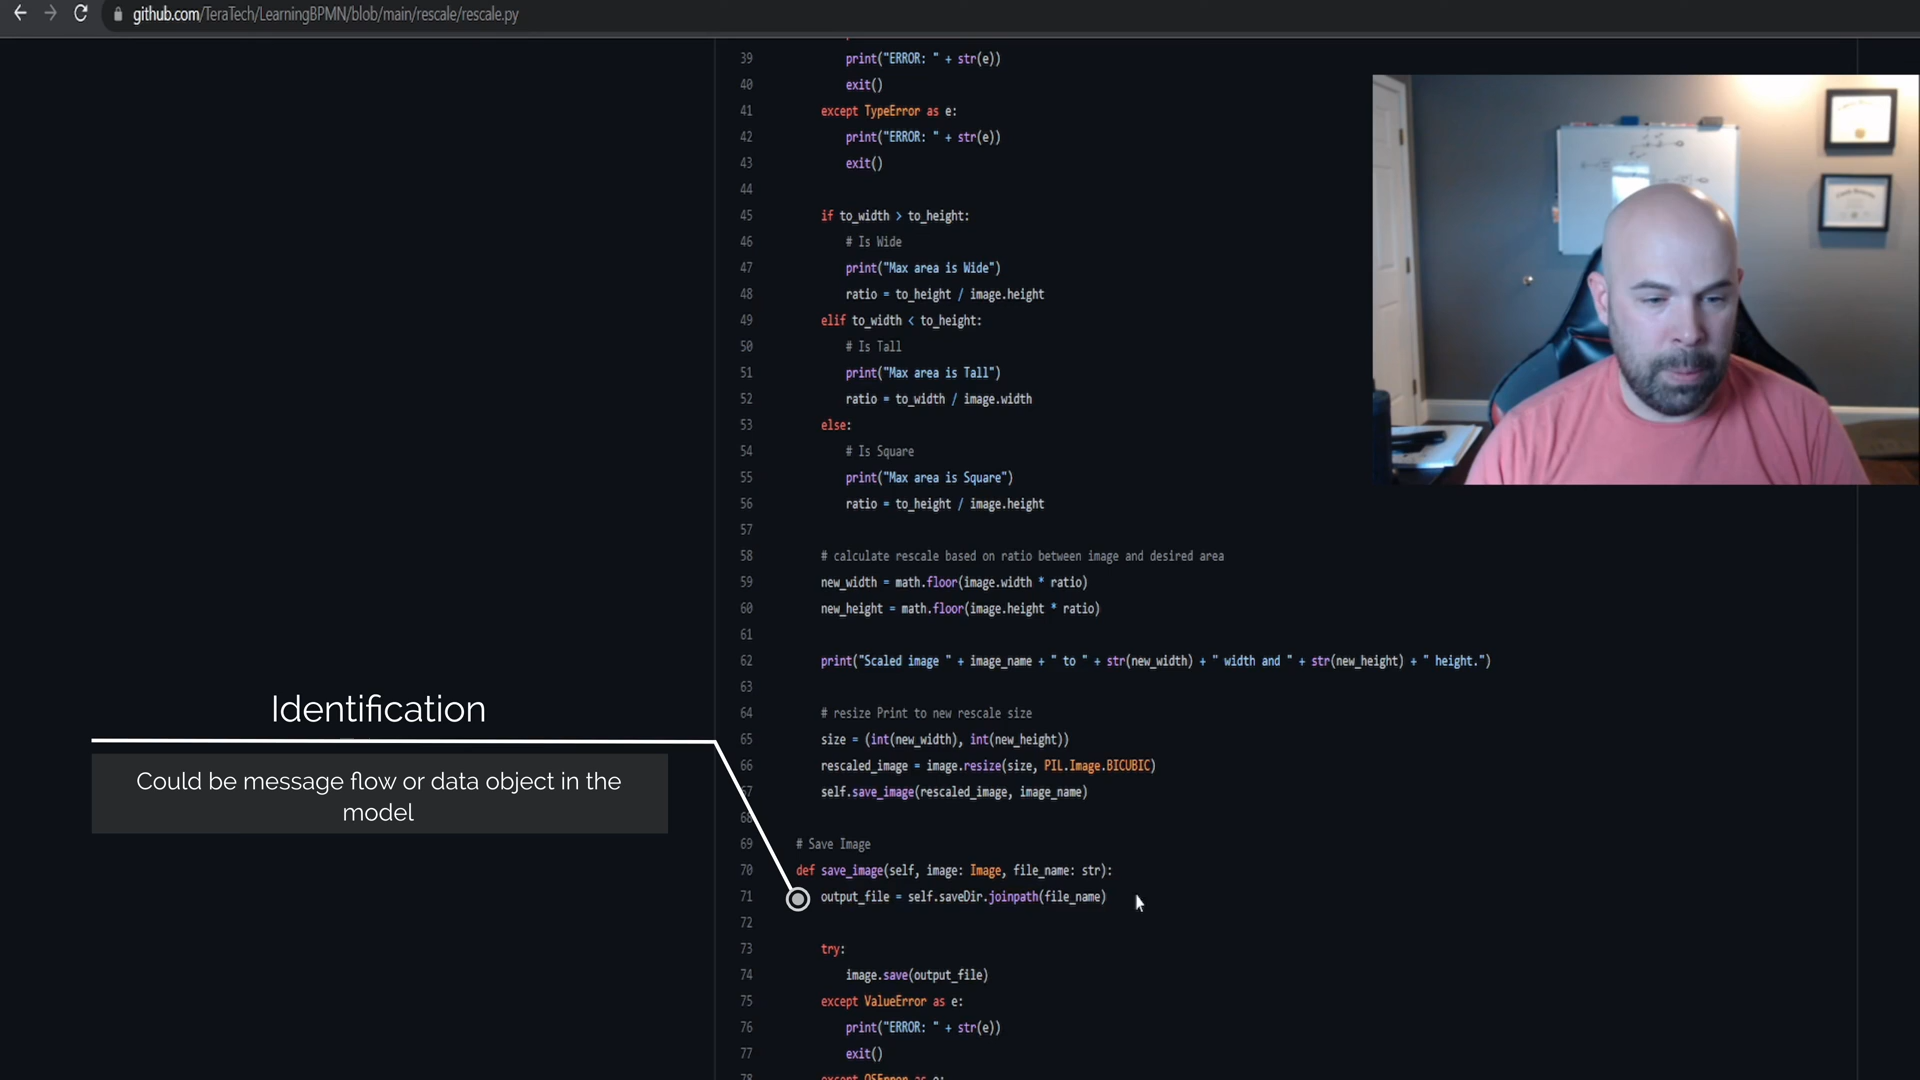 github.com/TeraTech/LearningBPMN/blob/main/rescale/rescale.py
39 print("ERROR: " + str(e))
40 exit()
41 except TypeError as e:
42 print("ERROR: " + str(e))
43 exit()
44
45 if to_width > to_height:
46 # Is Wide
47 print("Max area is Wide")
48 ratio = to_height / image.height
49 elif to_width < to_height:
50 # Is Tall
51 print("Max area is Tall")
52 ratio = to_width / image.width
53 else:
54 # Is Square
55 print("Max area is Square")
56 ratio = to_height / image.height
57
58 # calculate rescale based on ratio between image and desired area
59 new_width = math.floor(image.width * ratio)
60 new_height = math.floor(image.height * ratio)
61
62 print("Scaled image " + image_name + " to " + str(new_width) + " width and " + str(new_height) + " height.")
63
64 # resize Print to new rescale size
65 size = (int(new_width), int(new_height))
66 rescaled_image = image.resize(size, PIL.Image.BICUBIC)
67 self.save_image(rescaled_image, image_name)
68
69 # Save Image
70 def save_image(self, image: Image, file_name: str):
71 output_file = self.saveDir.joinpath(file_name)
72
73 try:
74 image.save(output_file)
75 except ValueError as e:
76 print("ERROR: " + str(e))
77 exit()
78 except OSError as e:
Identification
Could be message flow or data object in the
model